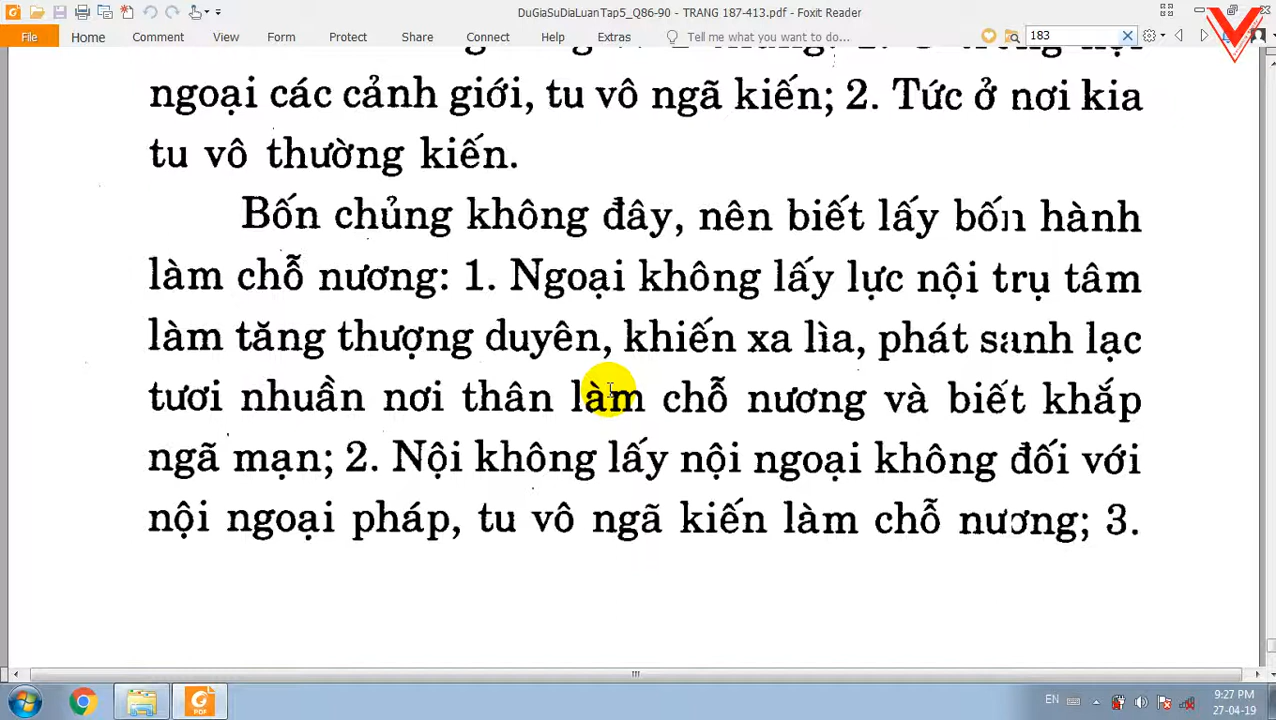 DuGiaSuDiaLuanTap5_Q86-90 - TRANG 187-413.pdf - Foxit Reader
File Home Comment View Form Protect Share Connect Help Extras Tell me what you want to do... 183
ngoại các cảnh giới, tu vô ngã kiến; 2. Tức ở nơi kia
tu vô thường kiến.
Bốn chủng không đây, nên biết lấy bốn hành
làm chỗ nương: 1. Ngoại không lấy lực nội trụ tâm
làm tăng thượng duyên, khiến xa lìa, phát sanh lạc
tươi nhuần nơi thân làm chỗ nương và biết khắp
ngã mạn; 2. Nội không lấy nội ngoại không đối với
nội ngoại pháp, tu vô ngã kiến làm chỗ nương; 3.
EN
9:27 PM
27-04-19